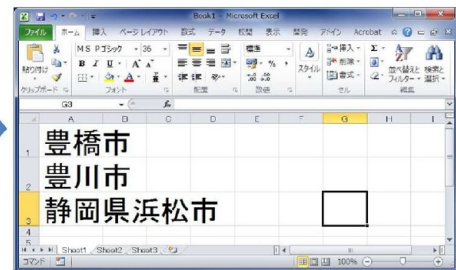 Book1 - Microsoft Excel
ファイル ホーム 挿入 ページレイアウト 数式 データ 校閲 表示 開発 アドイン Acrobat
MS Pゴシック 36 標準 挿入
B I U A A % 削除
貼り付け スタイル 書式 並べ替えと フィルター 検索と 選択
クリップボード フォント 配置 数値 セル 編集
G3 fx
A B C D E F G H I
1 豊橋市
2 豊川市
3 静岡県浜松市
4
5
Sheet1 Sheet2 Sheet3
コマンド 100%